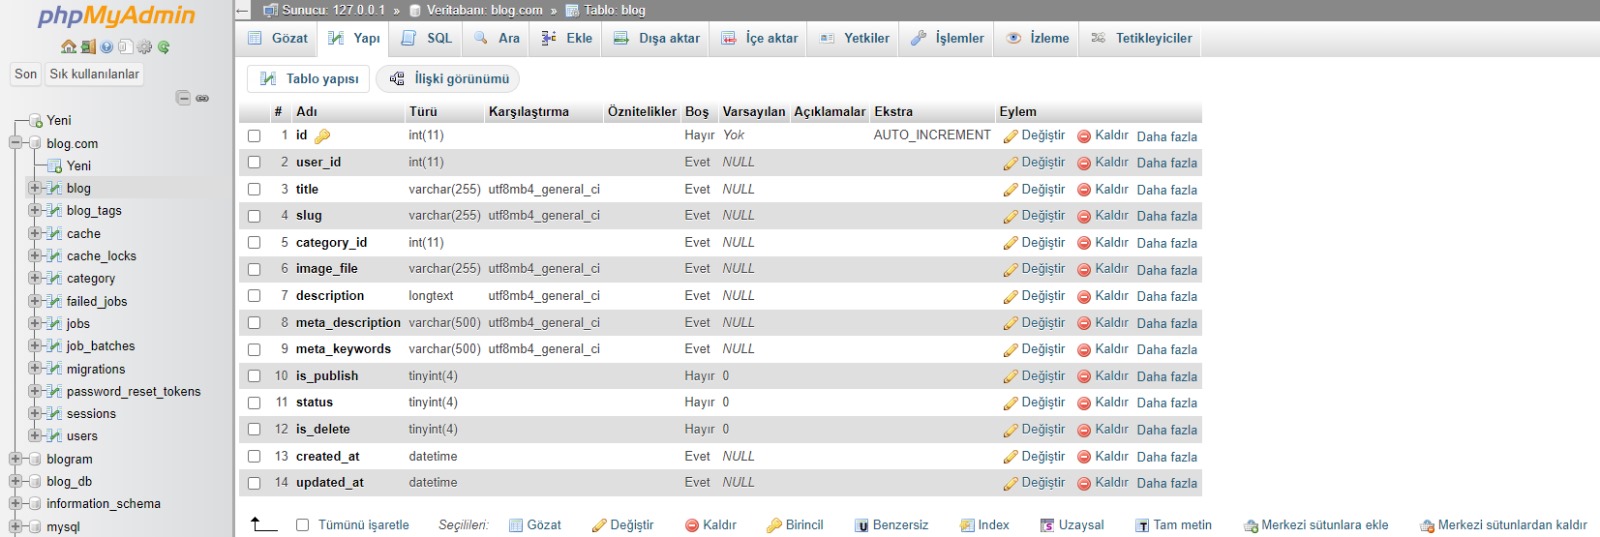 phpMyAdmin
Son Sık kullanılanlar
Yeni
blog.com
Yeni
blog
blog_tags
cache
cache_locks
category
failed_jobs
jobs
job_batches
migrations
password_reset_tokens
sessions
users
blogram
blog_db
information_schema
mysql
Sunucu: 127.0.0.1 » Veritabanı: blog.com » Tablo: blog
Gözat Yapı SQL Ara Ekle Dışa aktar İçe aktar Yetkiler İşlemler İzleme Tetikleyiciler
Tablo yapısı İlişki görünümü
# Adı Türü Karşılaştırma Öznitelikler Boş Varsayılan Açıklamalar Ekstra Eylem
1 id int(11) Hayır Yok AUTO_INCREMENT Değiştir Kaldır Daha fazla
2 user_id int(11) Evet NULL Değiştir Kaldır Daha fazla
3 title varchar(255) utf8mb4_general_ci Evet NULL Değiştir Kaldır Daha fazla
4 slug varchar(255) utf8mb4_general_ci Evet NULL Değiştir Kaldır Daha fazla
5 category_id int(11) Evet NULL Değiştir Kaldır Daha fazla
6 image_file varchar(255) utf8mb4_general_ci Evet NULL Değiştir Kaldır Daha fazla
7 description longtext utf8mb4_general_ci Evet NULL Değiştir Kaldır Daha fazla
8 meta_description varchar(500) utf8mb4_general_ci Evet NULL Değiştir Kaldır Daha fazla
9 meta_keywords varchar(500) utf8mb4_general_ci Evet NULL Değiştir Kaldır Daha fazla
10 is_publish tinyint(4) Hayır 0 Değiştir Kaldır Daha fazla
11 status tinyint(4) Hayır 0 Değiştir Kaldır Daha fazla
12 is_delete tinyint(4) Hayır 0 Değiştir Kaldır Daha fazla
13 created_at datetime Evet NULL Değiştir Kaldır Daha fazla
14 updated_at datetime Evet NULL Değiştir Kaldır Daha fazla
Tümünü işaretle Seçilileri: Gözat Değiştir Kaldır Birincil Benzersiz Index Uzaysal Tam metin Merkezi sütunlara ekle Merkezi sütunlardan kaldır